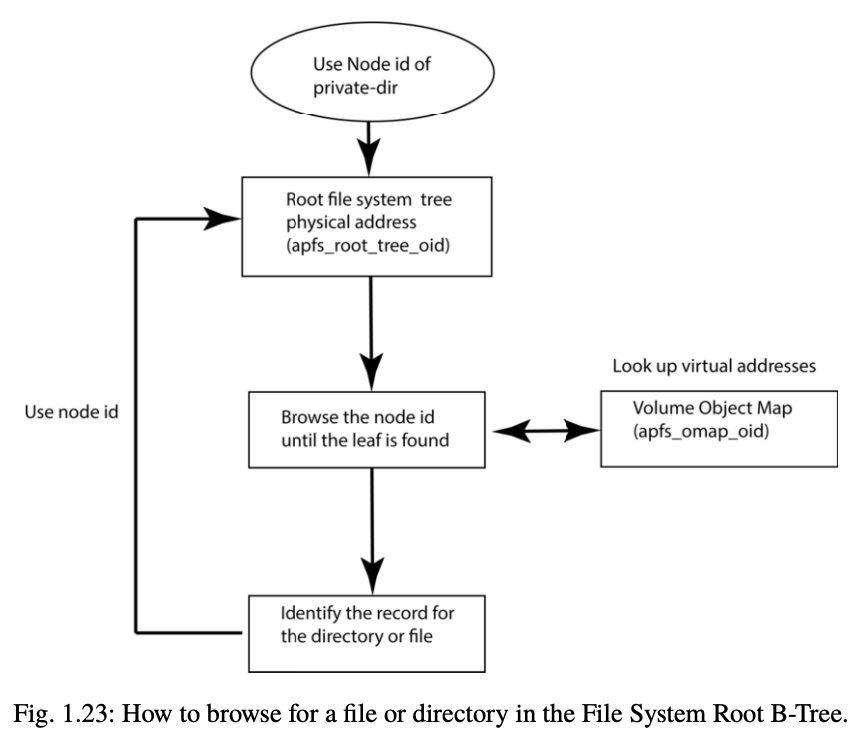 Use Node id of
private-dir
Root file system tree
physical address
(apfs_root_tree_oid)
Look up virtual addresses
Use node id
Browse the node id
until the leaf is found
Volume Object Map
(apfs_omap_oid)
Identify the record for
the directory or file
Fig. 1.23: How to browse for a file or directory in the File System Root B-Tree.